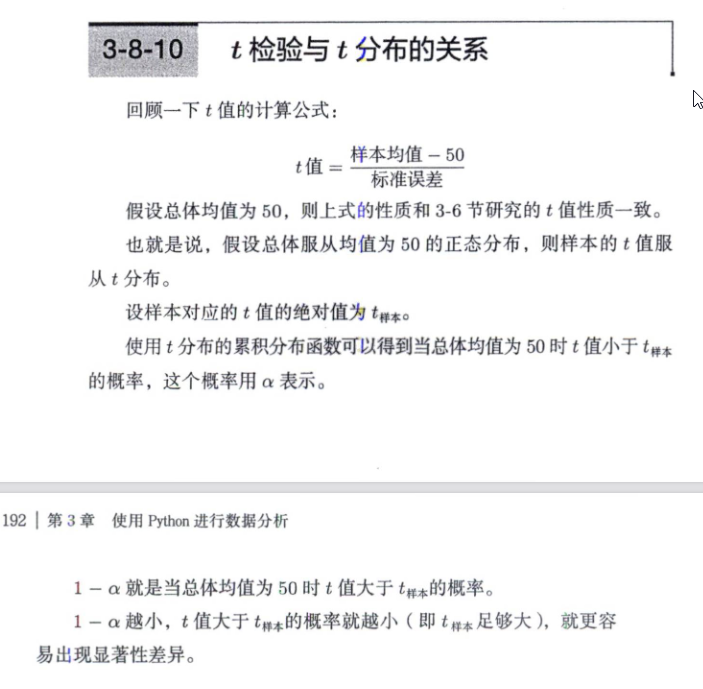 3-8-10 t 检验与 t 分布的关系
回顾一下 t 值的计算公式：
t 值 = 样本均值 − 50
标准误差
假设总体均值为 50，则上式的性质和 3-6 节研究的 t 值性质一致。
也就是说，假设总体服从均值为 50 的正态分布，则样本的 t 值服
从 t 分布。
设样本对应的 t 值的绝对值为 t样本。
使用 t 分布的累积分布函数可以得到当总体均值为 50 时 t 值小于 t样本
的概率，这个概率用 α 表示。
192 | 第 3 章 使用 Python 进行数据分析
1 − α 就是当总体均值为 50 时 t 值大于 t样本的概率。
1 − α 越小，t 值大于 t样本的概率就越小（即 t样本足够大），就更容
易出现显著性差异。